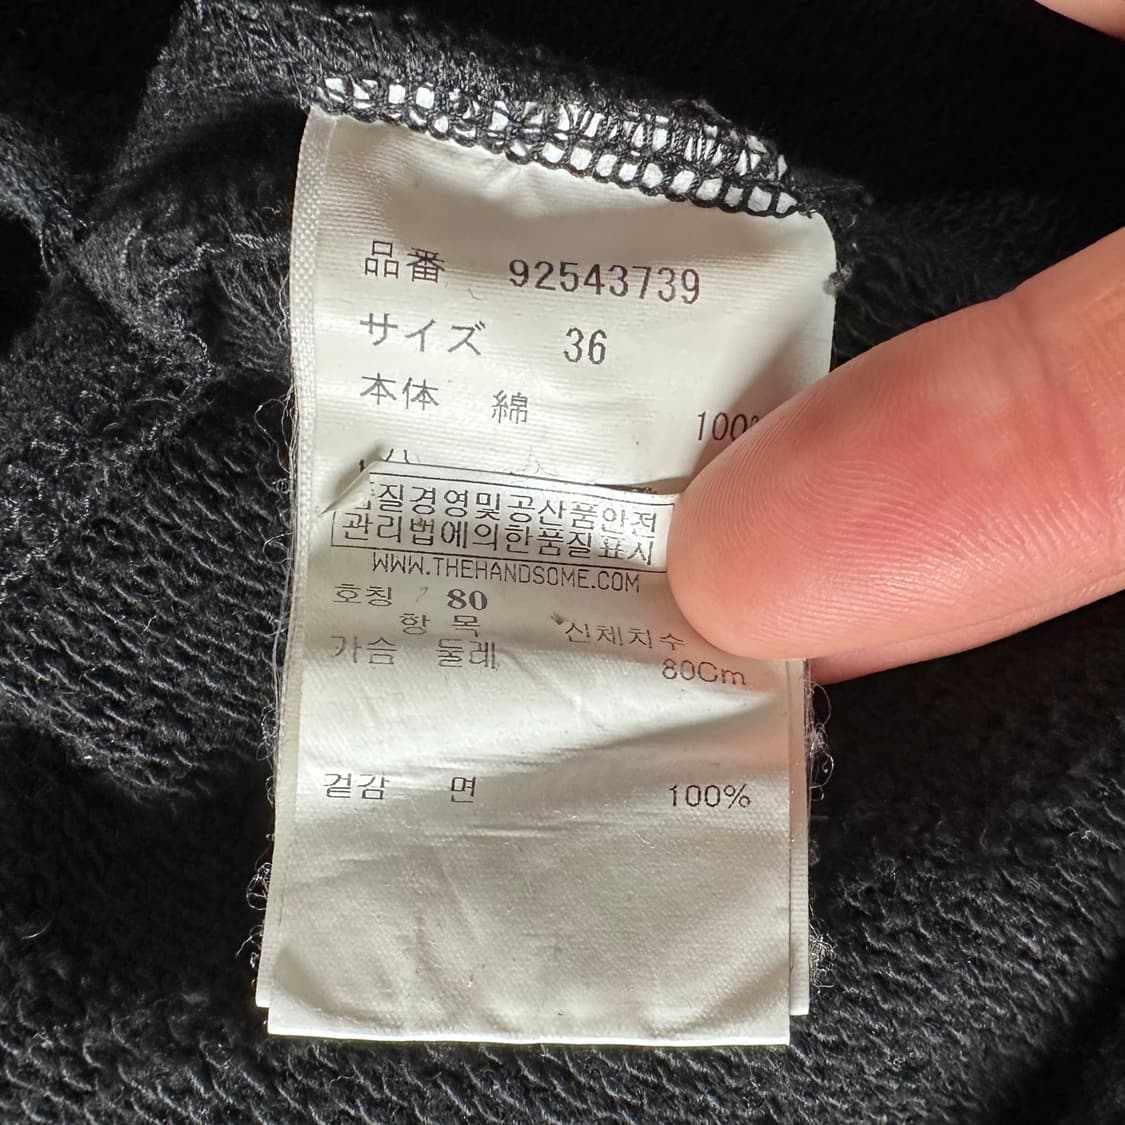 品番 92543739
サイズ 36
本体 綿 100%
질경영및공산품안전
관리법에의한품질표시
WWW.THEHANDSOME.COM
호칭 80
항목 신체치수
가슴 둘레 80Cm
겉감 면 100%